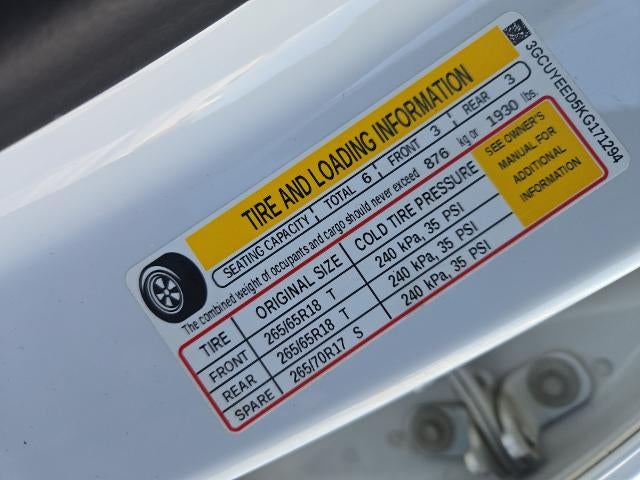 3GCUYEED5KG171294
TIRE AND LOADING INFORMATION
SEATING CAPACITY TOTAL 6 FRONT 3 REAR 3
The combined weight of occupants and cargo should never exceed 876 kg or 1930 lbs.
TIRE ORIGINAL SIZE COLD TIRE PRESSURE
FRONT 265/65R18 T 240 kPa, 35 PSI
REAR 265/65R18 T 240 kPa, 35 PSI
SPARE 265/70R17 S 240 kPa, 35 PSI
SEE OWNER'S
MANUAL FOR
ADDITIONAL
INFORMATION